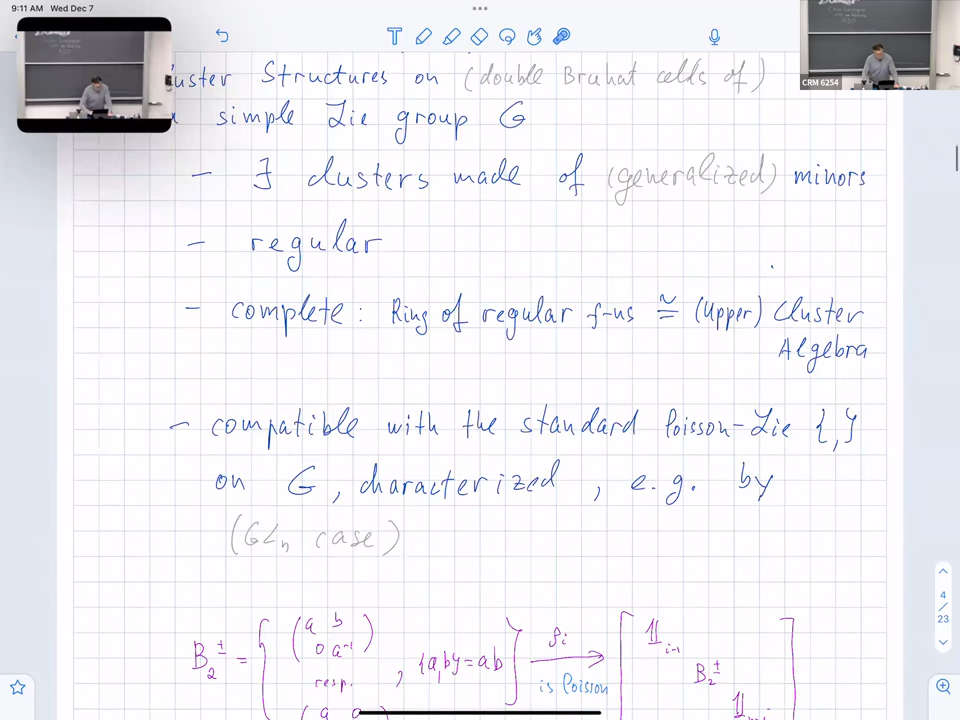 9:11 AM Wed Dec 7
CRM 6254
uster Structures on (double Bruhat cells of)
simple Lie group G
- ∃ clusters made of (generalized) minors
- regular
- complete: Ring of regular f-ns ≅ (Upper) Cluster
Algebra
- compatible with the standard Poisson-Lie {,}
on G, characterized, e.g. by
(GLn case)
B₂± = { (a b
0 a⁻¹)
resp.
, {a,b}=ab } ρi → is Poisson
[ 𝟙 i-1
B₂±
4
/
23